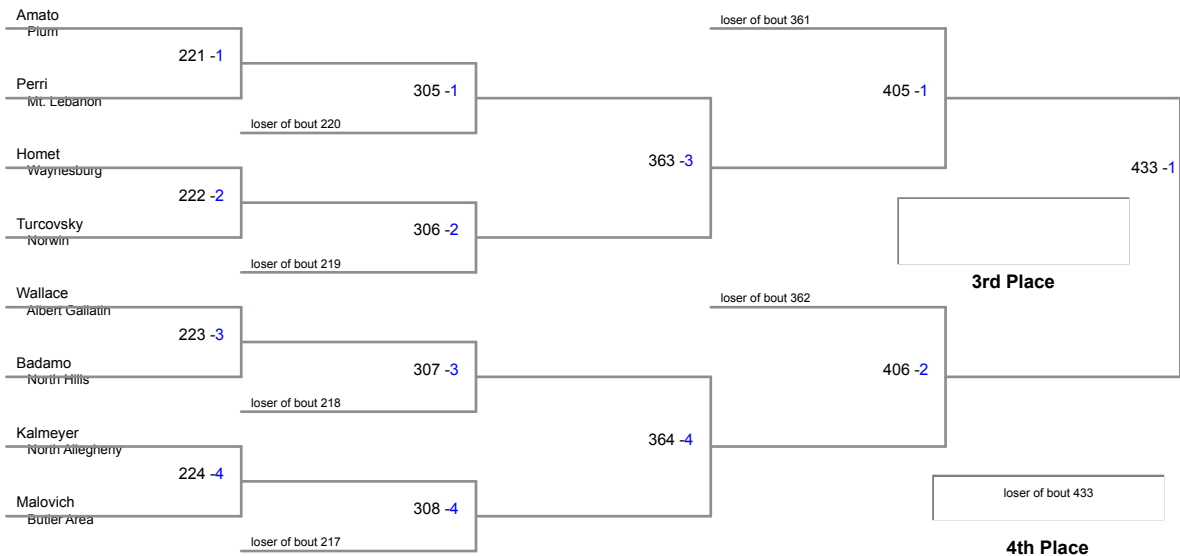 Amato
Plum
loser of bout 361
221 -1
Perri
Mt. Lebanon
305 -1
405 -1
loser of bout 220
Homet
Waynesburg
363 -3
433 -1
222 -2
Turcovsky
Norwin
306 -2
loser of bout 219
3rd Place
Wallace
Albert Gallatin
loser of bout 362
223 -3
Badamo
North Hills
307 -3
406 -2
loser of bout 218
Kalmeyer
North Allegheny
364 -4
224 -4
loser of bout 433
Malovich
Butler Area
308 -4
loser of bout 217
4th Place